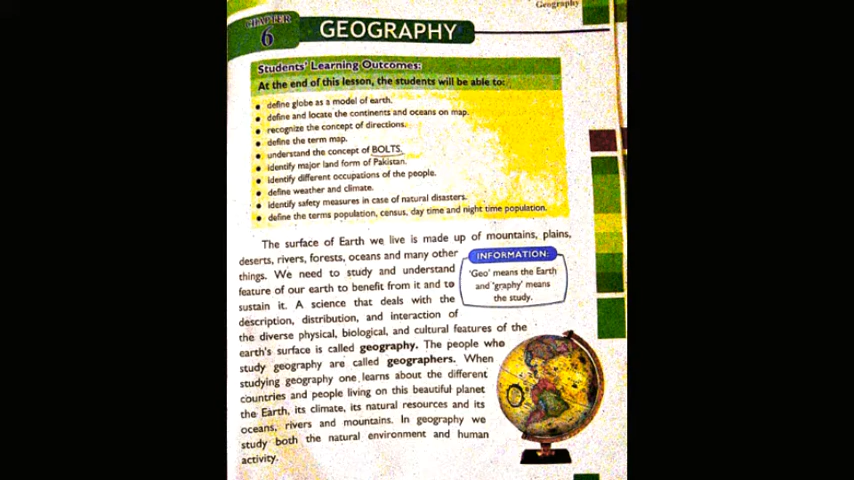 Geography
CHAPTER
6
GEOGRAPHY
Students' Learning Outcomes:
At the end of this lesson, the students will be able to:
• define globe as a model of earth.
• define and locate the continents and oceans on map.
• recognize the concept of directions.
• define the term map.
• understand the concept of BOLTS.
• identify major land form of Pakistan.
• identify different occupations of the people.
• define weather and climate.
• identify safety measures in case of natural disasters.
• define the terms population, census, day time and night time population.
The surface of Earth we live is made up of mountains, plains,
deserts, rivers, forests, oceans and many other
things. We need to study and understand
feature of our earth to benefit from it and to
sustain it. A science that deals with the
description, distribution, and interaction of
the diverse physical, biological, and cultural features of the
earth's surface is called geography. The people who
study geography are called geographers. When
studying geography one learns about the different
countries and people living on this beautiful planet
the Earth, its climate, its natural resources and its
oceans, rivers and mountains. In geography we
study both the natural environment and human
activity.
INFORMATION:
'Geo' means the Earth
and 'graphy' means
the study.